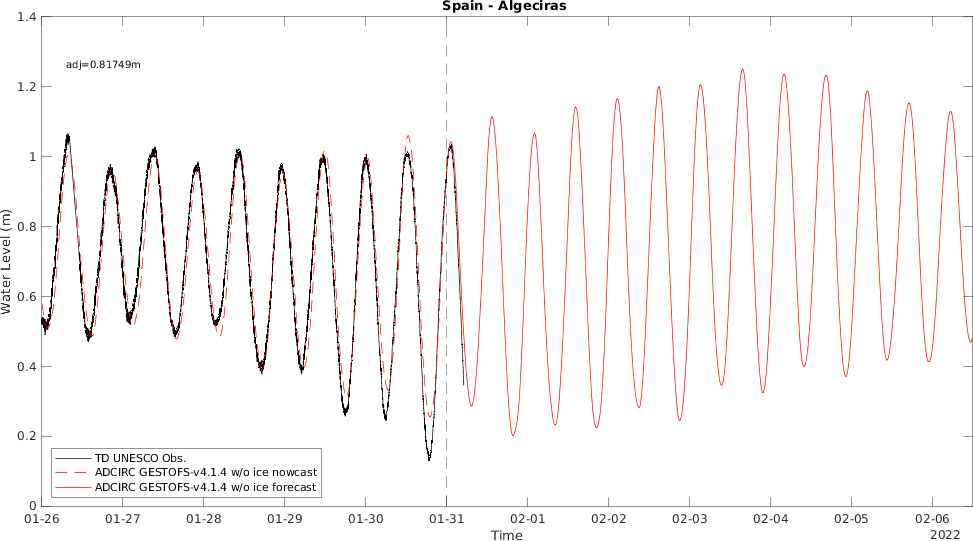 Spain - Algeciras
1.4
adj=0.81749m
1.2
1
0.8
0.6
0.4
0.2
0
Water Level (m)
TD UNESCO Obs.
ADCIRC GESTOFS-v4.1.4 w/o ice nowcast
ADCIRC GESTOFS-v4.1.4 w/o ice forecast
01-26 01-27 01-28 01-29 01-30 01-31 02-01 02-02 02-03 02-04 02-05 02-06
2022
Time